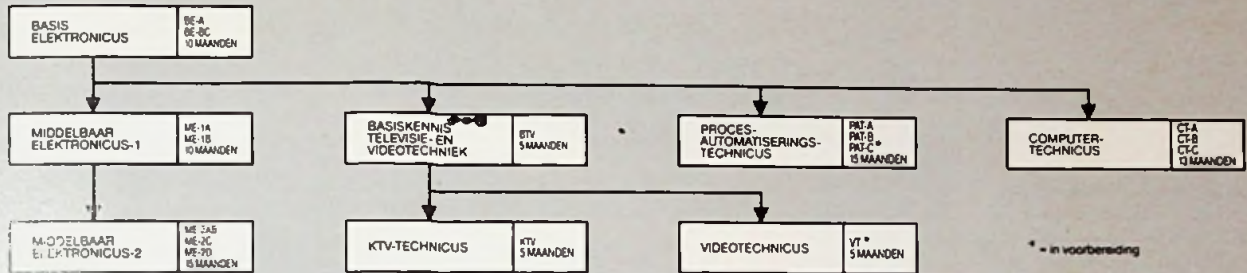 BASIS
ELEKTRONICUS
BE-A
BE-BC
10 MAANDEN
MIDDELBAAR
ELEKTRONICUS-1
ME-1A
ME-1B
10 MAANDEN
BASISKENNIS
TELEVISIE- EN
VIDEOTECHNIEK
BTV
5 MAANDEN
PROCES-
AUTOMATISERINGS-
TECHNICUS
PAT-A
PAT-B
PAT-C*
15 MAANDEN
COMPUTER-
TECHNICUS
CT-A
CT-B
CT-C
13 MAANDEN
MIDDELBAAR
ELEKTRONICUS-2
ME-2AB
ME-2C
ME-2D
15 MAANDEN
KTV-TECHNICUS
KTV
5 MAANDEN
VIDEOTECHNICUS
VT*
5 MAANDEN
* = in voorbereiding